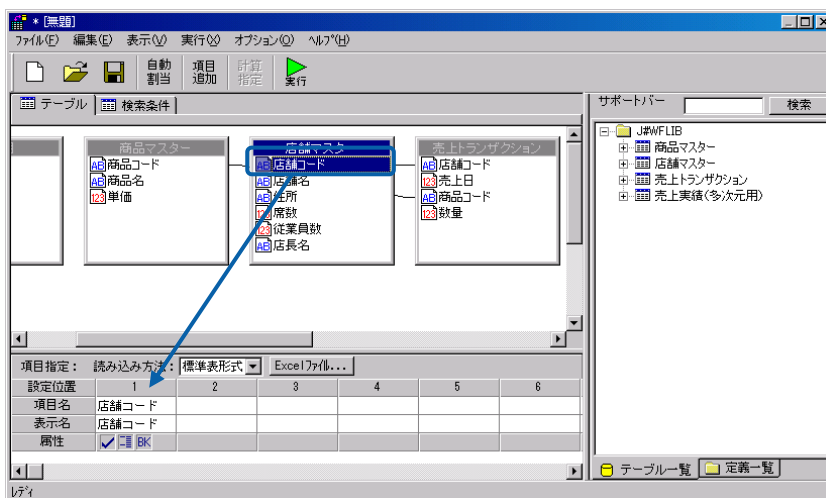 * [無題]
ファイル(F) 編集(E) 表示(V) 実行(X) オプション(O) ヘルプ(H)
自動割当 項目追加 計算指定 実行
テーブル 検索条件
商品マスター
商品コード
商品名
単価
店舗マスタ
店舗コード
店舗名
住所
席数
従業員数
店長名
売上トランザクション
店舗コード
売上日
商品コード
数量
項目指定： 読み込み方法： 標準表形式 Excelファイル...
設定位置 1 2 3 4 5 6
項目名 店舗コード
表示名 店舗コード
属性 BK
レディ
サポートバー 検索
J#WFLIB
商品マスター
店舗マスター
売上トランザクション
売上実績(多次元用)
テーブル一覧 定義一覧